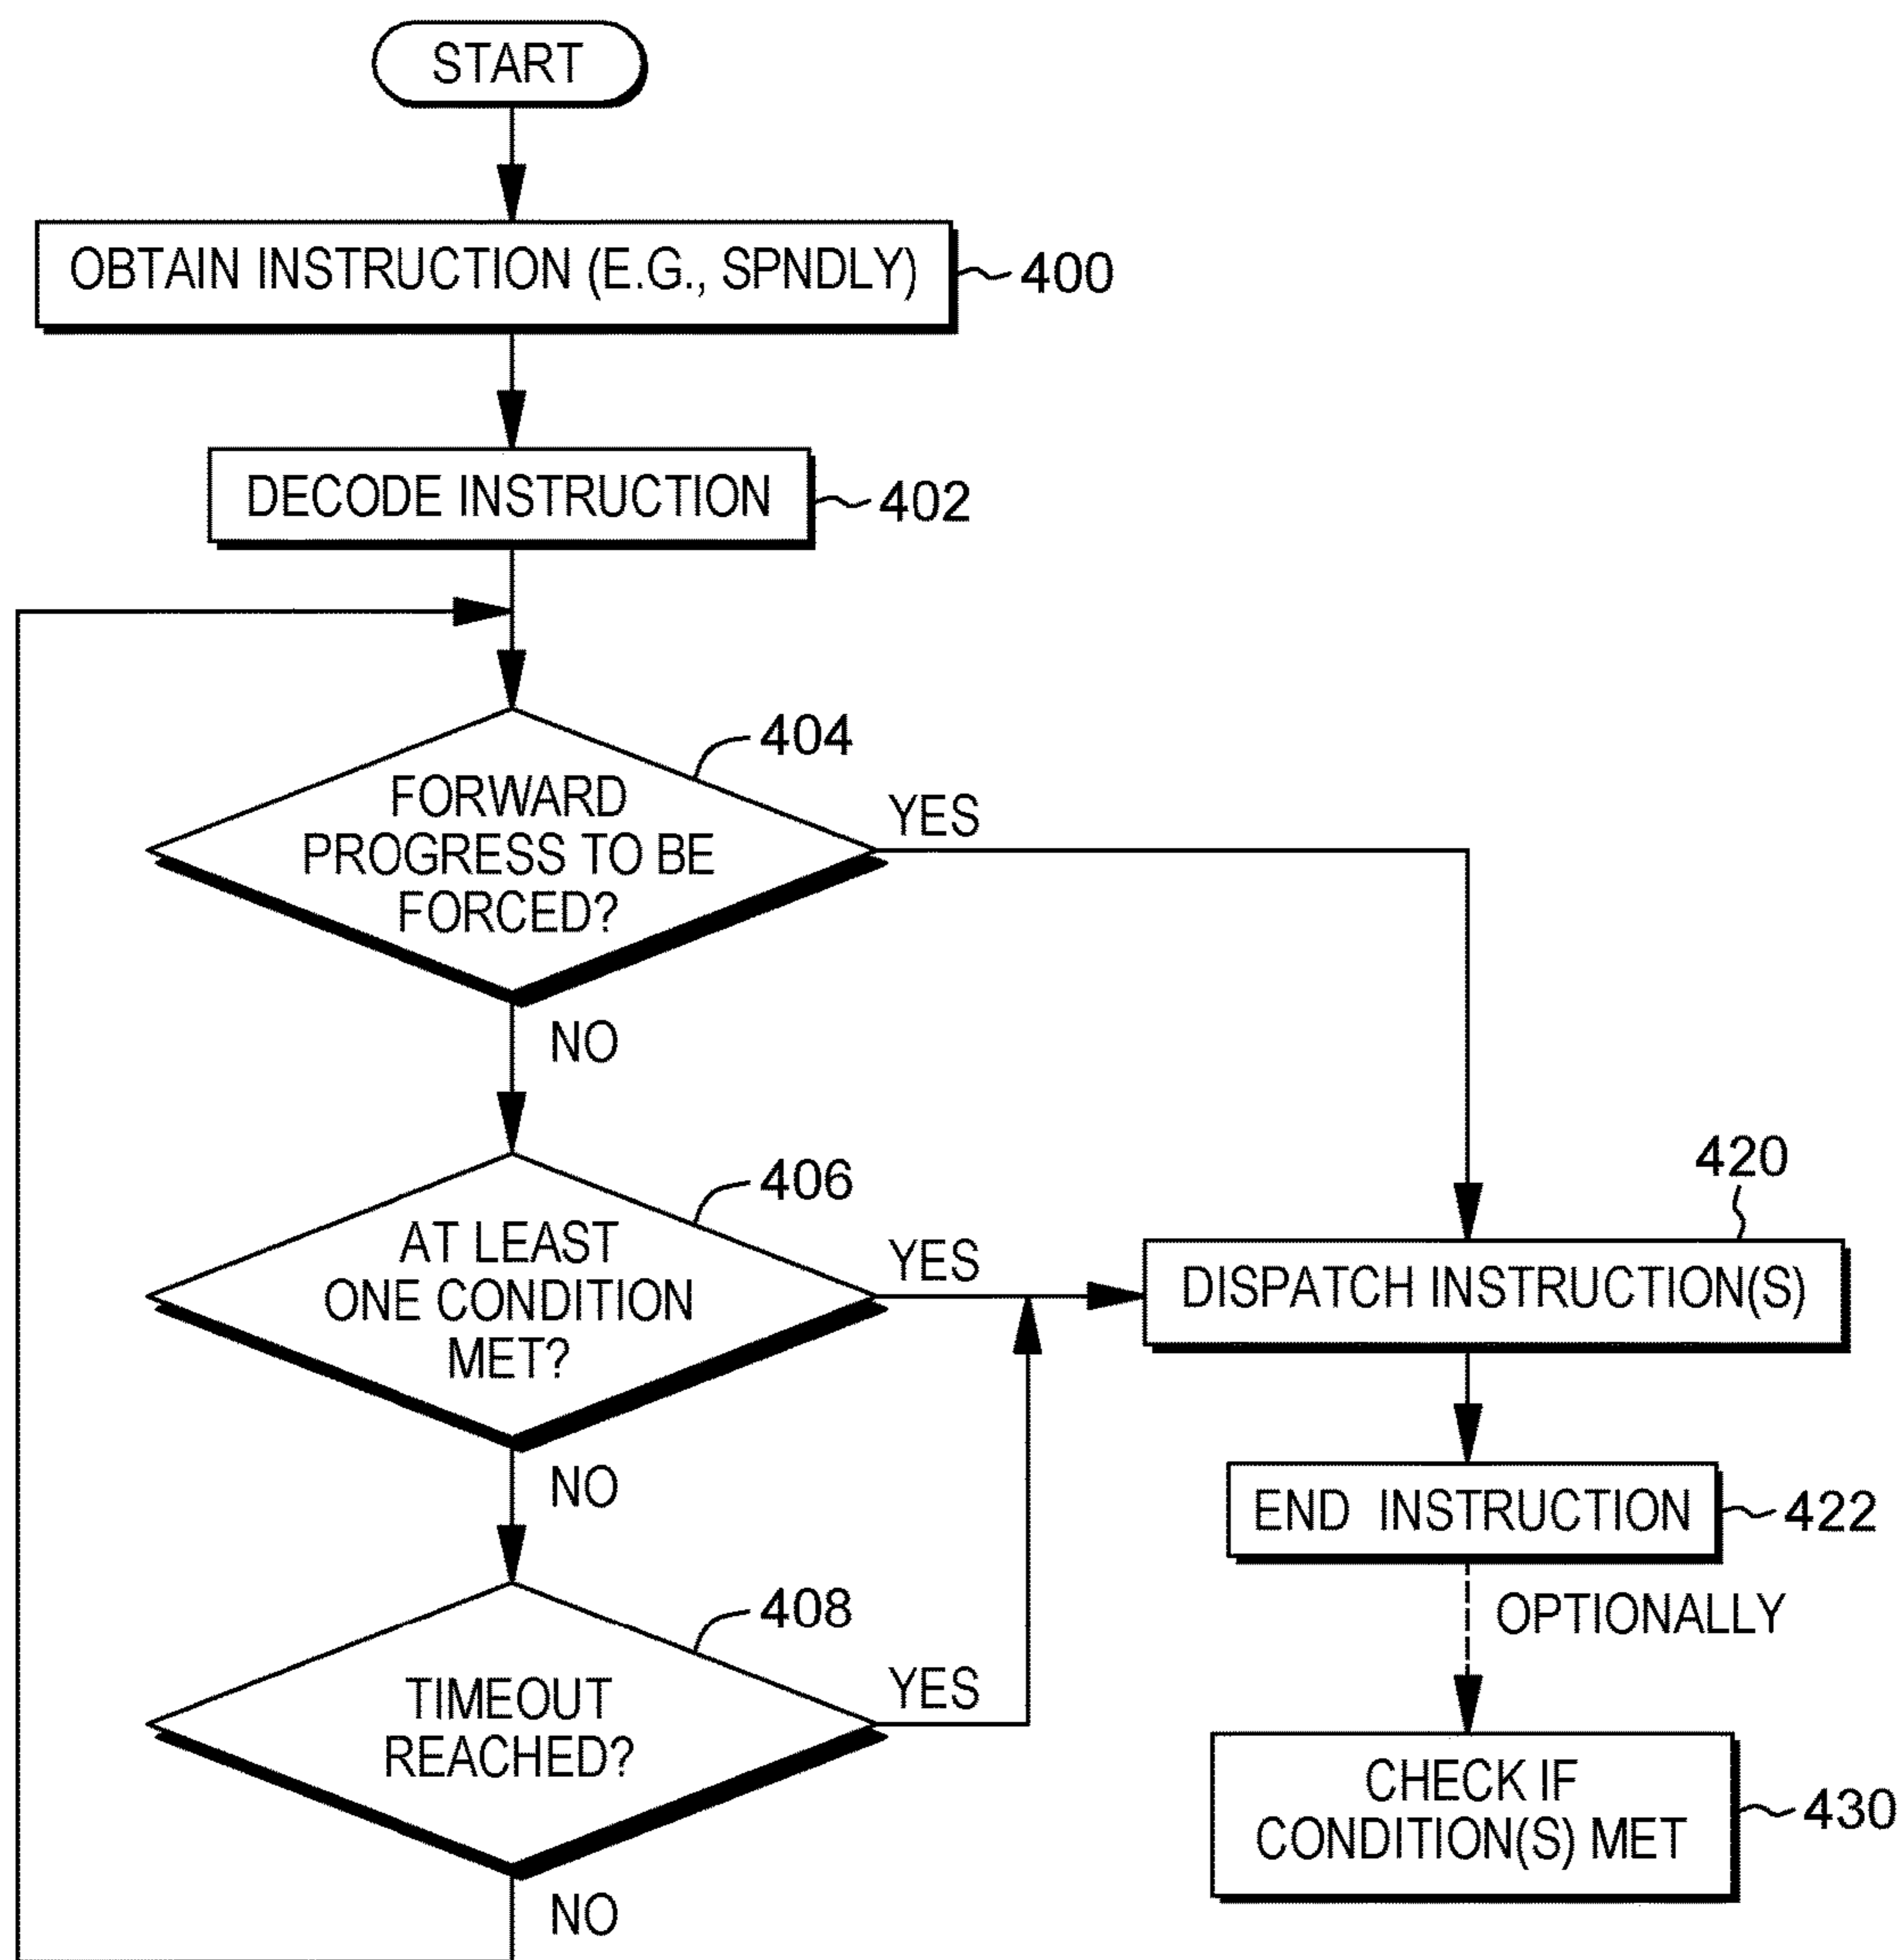 START
OBTAIN INSTRUCTION (E.G., SPNDLY)
400
DECODE INSTRUCTION
402
404
FORWARD
PROGRESS TO BE
FORCED?
YES
NO
406
AT LEAST
ONE CONDITION
MET?
YES
NO
408
TIMEOUT
REACHED?
YES
NO
420
DISPATCH INSTRUCTION(S)
END INSTRUCTION
422
OPTIONALLY
CHECK IF
CONDITION(S) MET
430